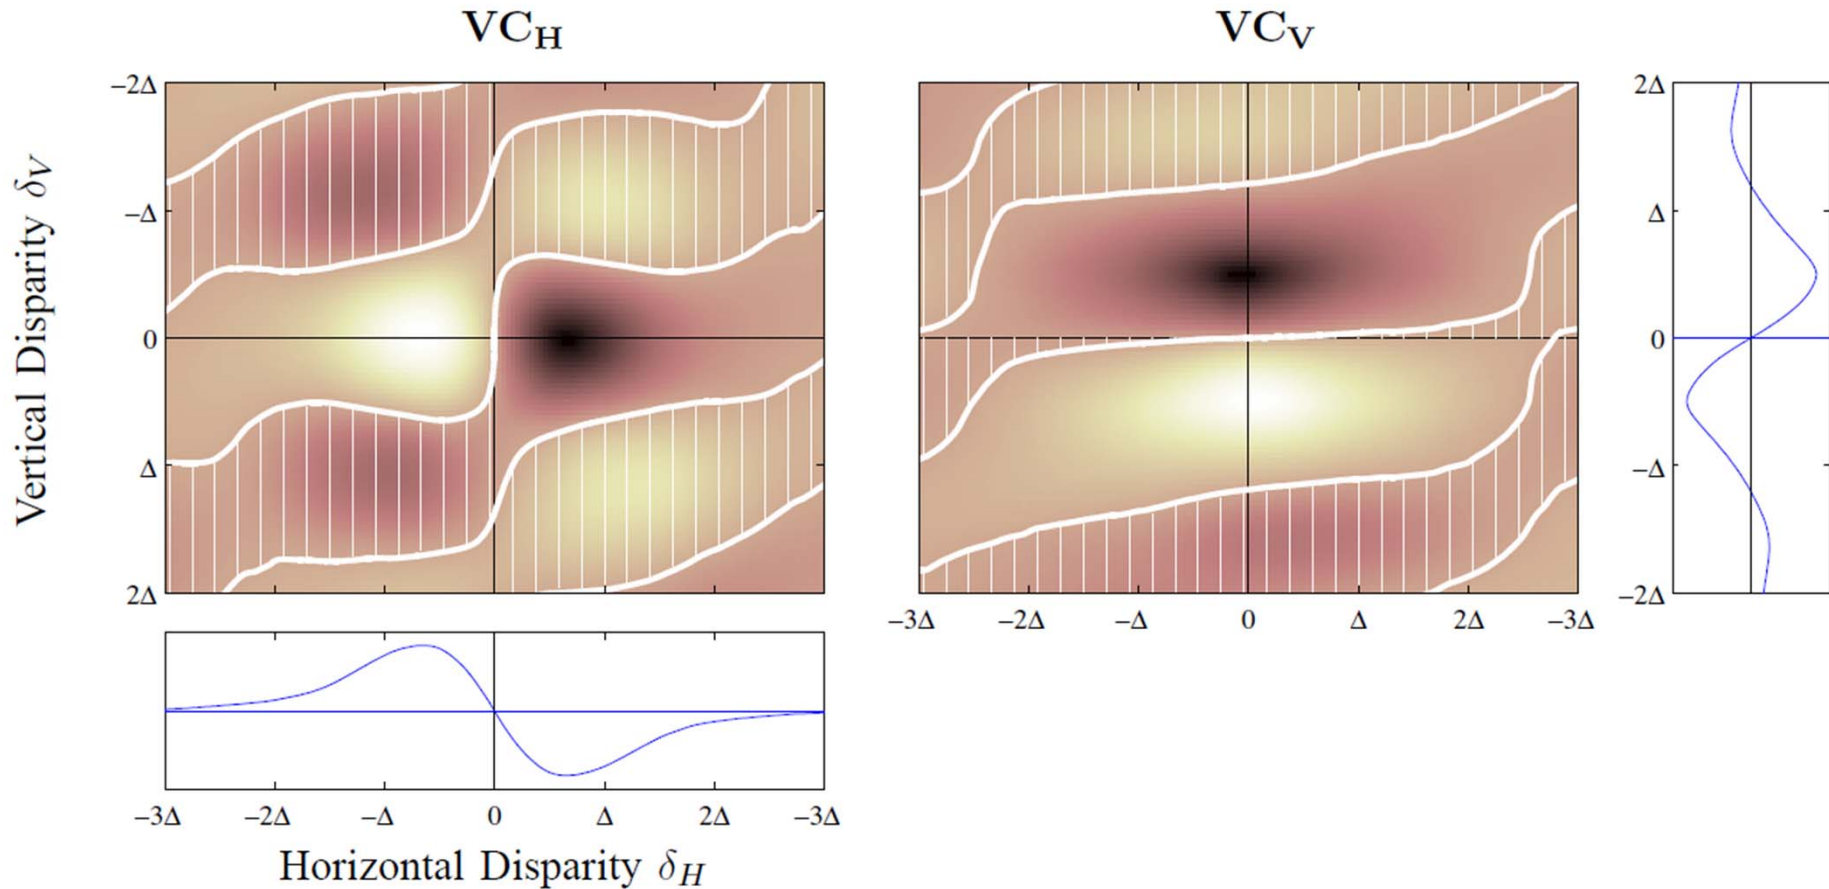 VC_H VC_V
−2Δ
−Δ
0
Δ
2Δ
Vertical Disparity δ_V
2Δ
Δ
0
−Δ
−2Δ
−3Δ −2Δ −Δ 0 Δ 2Δ −3Δ
−3Δ −2Δ −Δ 0 Δ 2Δ −3Δ
Horizontal Disparity δ_H